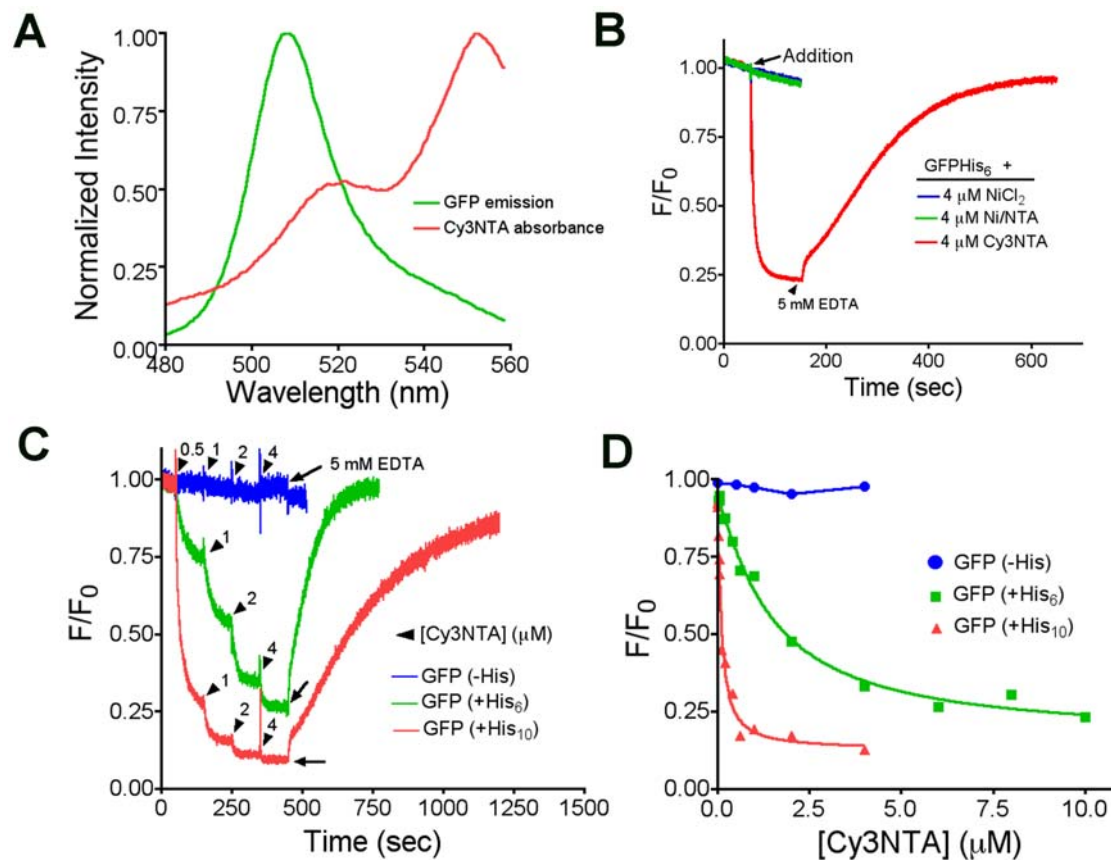 A
Normalized Intensity
1.00
0.75
0.50
0.25
0.00
GFP emission
Cy3NTA absorbance
480 500 520 540 560
Wavelength (nm)
B
F/F0
1.00
0.75
0.50
0.25
0.00
Addition
GFPHis6 +
4 μM NiCl2
4 μM Ni/NTA
4 μM Cy3NTA
5 mM EDTA
0 200 400 600
Time (sec)
C
F/F0
1.00
0.75
0.50
0.25
0.00
0.5 1 2 4
5 mM EDTA
1
2
4
1
2
4
[Cy3NTA] (μM)
GFP (-His)
GFP (+His6)
GFP (+His10)
0 250 500 750 1000 1250 1500
Time (sec)
D
F/F0
1.00
0.75
0.50
0.25
0.00
GFP (-His)
GFP (+His6)
GFP (+His10)
0.0 2.5 5.0 7.5 10.0
[Cy3NTA] (μM)